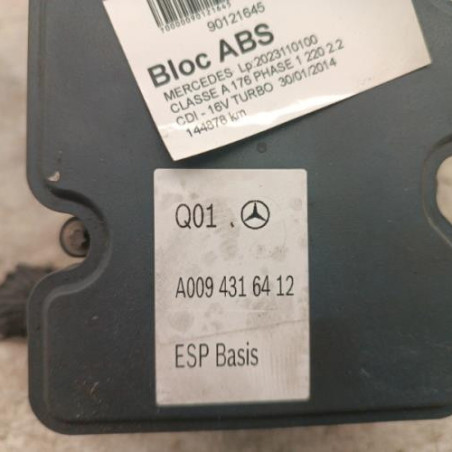 90121645
Bloc ABS
MERCEDES Lp:2023110100
CLASSE A 176 PHASE 1 220 2.2
CDI - 16V TURBO 30/01/2014
144878 km
Q01 .
A009 431 64 12
ESP Basis